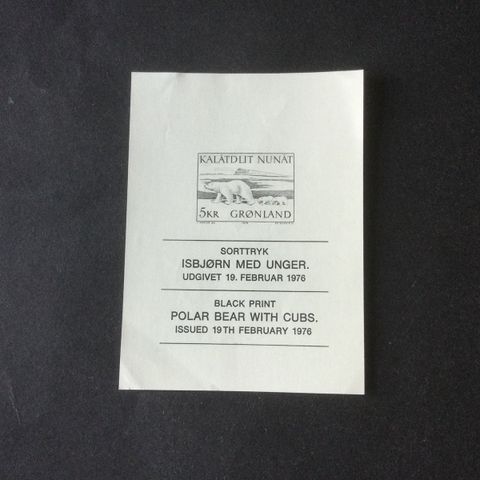 KALÂTDLIT NUNÂT
5KR GRØNLAND
SORTTRYK
ISBJØRN MED UNGER.
UDGIVET 19. FEBRUAR 1976
BLACK PRINT
POLAR BEAR WITH CUBS.
ISSUED 19TH FEBRUARY 1976